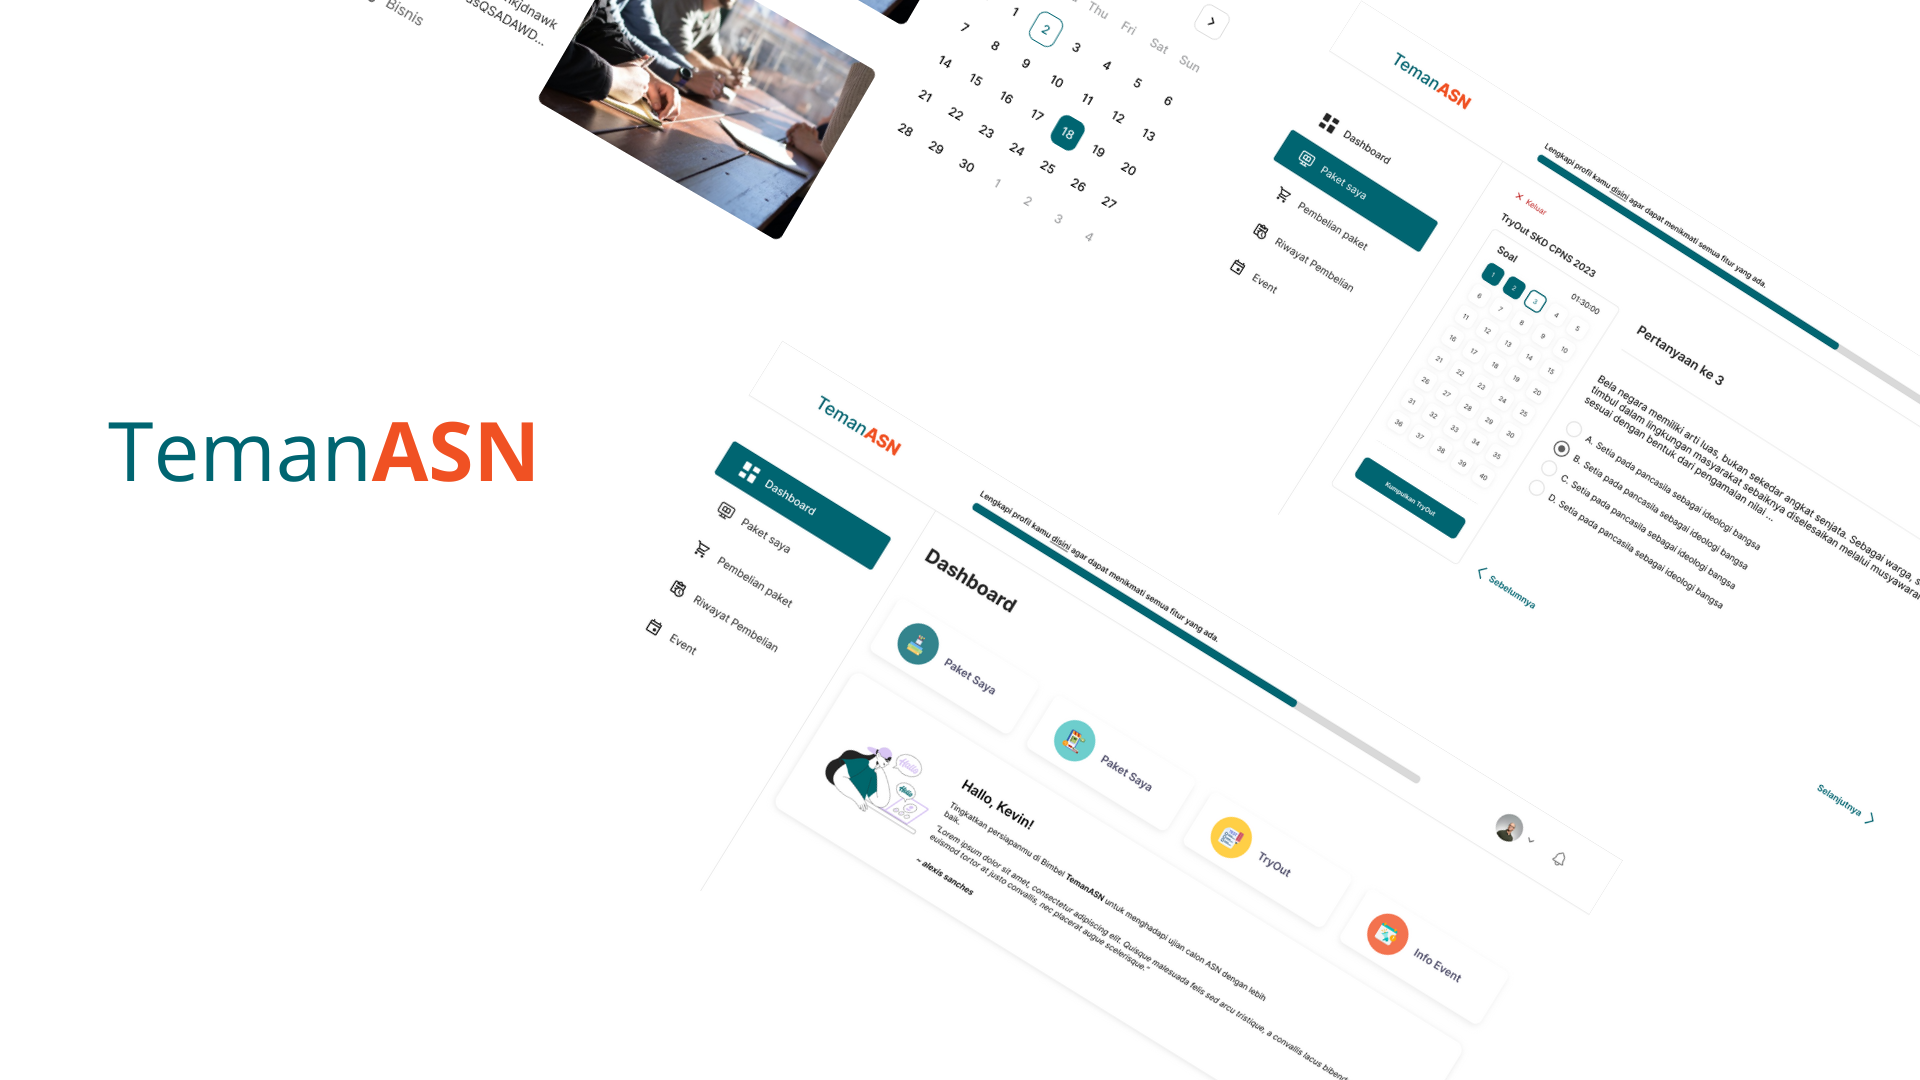 TemanASN
Bisnis
Thu Fri Sat Sun
1 2 3 4 5 6
7 8 9 10 11 12 13
14 15 16 17 18 19 20
21 22 23 24 25 26 27
28 29 30 1 2 3 4
TemanASN
Dashboard
Paket saya
Pembelian paket
Riwayat Pembelian
Event
Lengkapi profil kamu disini agar dapat menikmati semua fitur yang ada.
Keluar
TryOut SKD CPNS 2023
Soal
01:30:00
1 2 3 4 5
6 7 8 9 10
11 12 13 14 15
16 17 18 19 20
21 22 23 24 25
26 27 28 29 30
31 32 33 34 35
36 37 38 39 40
Kumpulkan TryOut
Pertanyaan ke 3
Bela negara memiliki arti luas, bukan sekedar angkat senjata. Sebagai warga,
timbul dalam lingkungan masyarakat sebaiknya diselesaikan melalui
sesuai dengan bentuk dari pengamalan nilai ...
A. Setia pada pancasila sebagai ideologi bangsa
B. Setia pada pancasila sebagai ideologi bangsa
C. Setia pada pancasila sebagai ideologi bangsa
D. Setia pada pancasila sebagai ideologi bangsa
Sebelumnya
Selanjutnya
TemanASN
Dashboard
Paket saya
Pembelian paket
Riwayat Pembelian
Event
Lengkapi profil kamu disini agar dapat menikmati semua fitur yang ada.
Dashboard
Paket Saya
Paket Saya
TryOut
Info Event
Hallo
Hallo
Hallo, Kevin!
Tingkatkan persiapanmu di Bimbel TemanASN untuk menghadapi ujian calon ASN dengan lebih
baik.
"Lorem ipsum dolor sit amet, consectetur adipiscing elit. Quisque malesuada felis sed arcu tristique, a convallis lacus
euismod tortor at justo convallis, nec placerat augue scelerisque."
~ alexis sanches